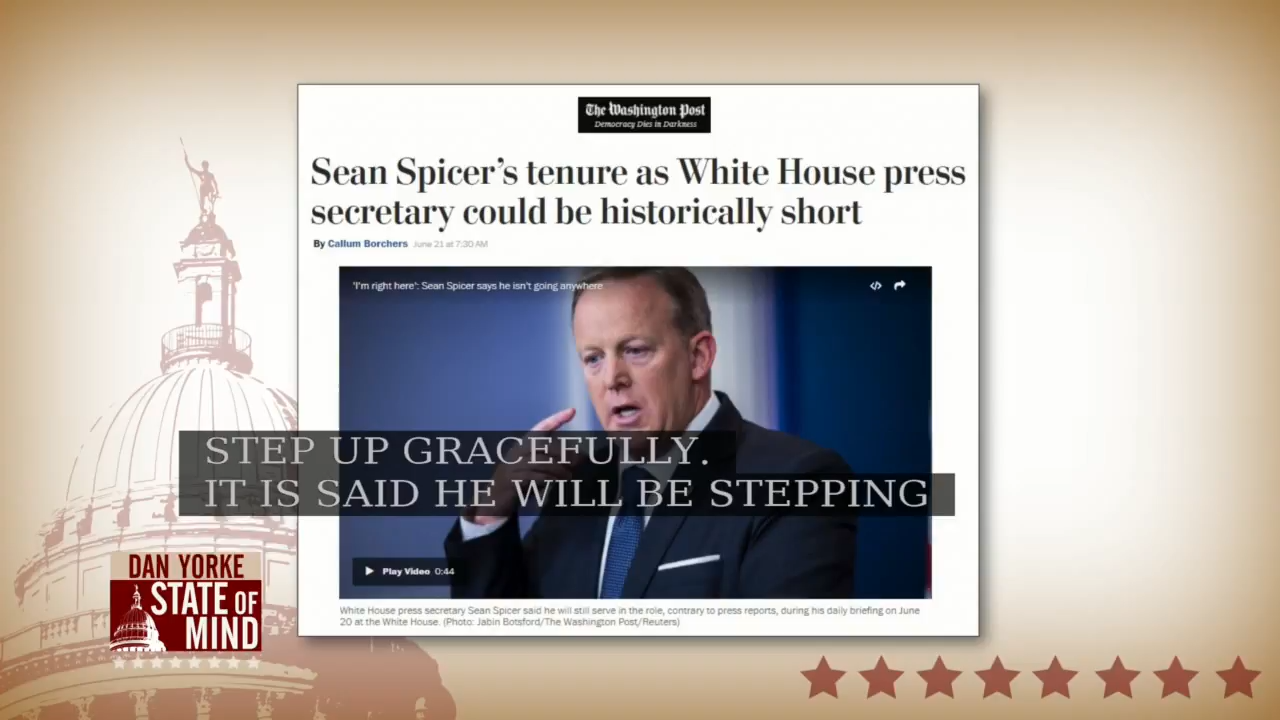 The Washington Post
Democracy Dies in Darkness
Sean Spicer's tenure as White House press
secretary could be historically short
By Callum Borchers June 21 at 7:30 AM
'I'm right here': Sean Spicer says he isn't going anywhere
STEP UP GRACEFULLY.
IT IS SAID HE WILL BE STEPPING
Play Video 0:44
White House press secretary Sean Spicer said he will still serve in the role, contrary to press reports, during his daily briefing on June
20 at the White House. (Photo: Jabin Botsford/The Washington Post/Reuters)
DAN YORKE
STATE OF
MIND